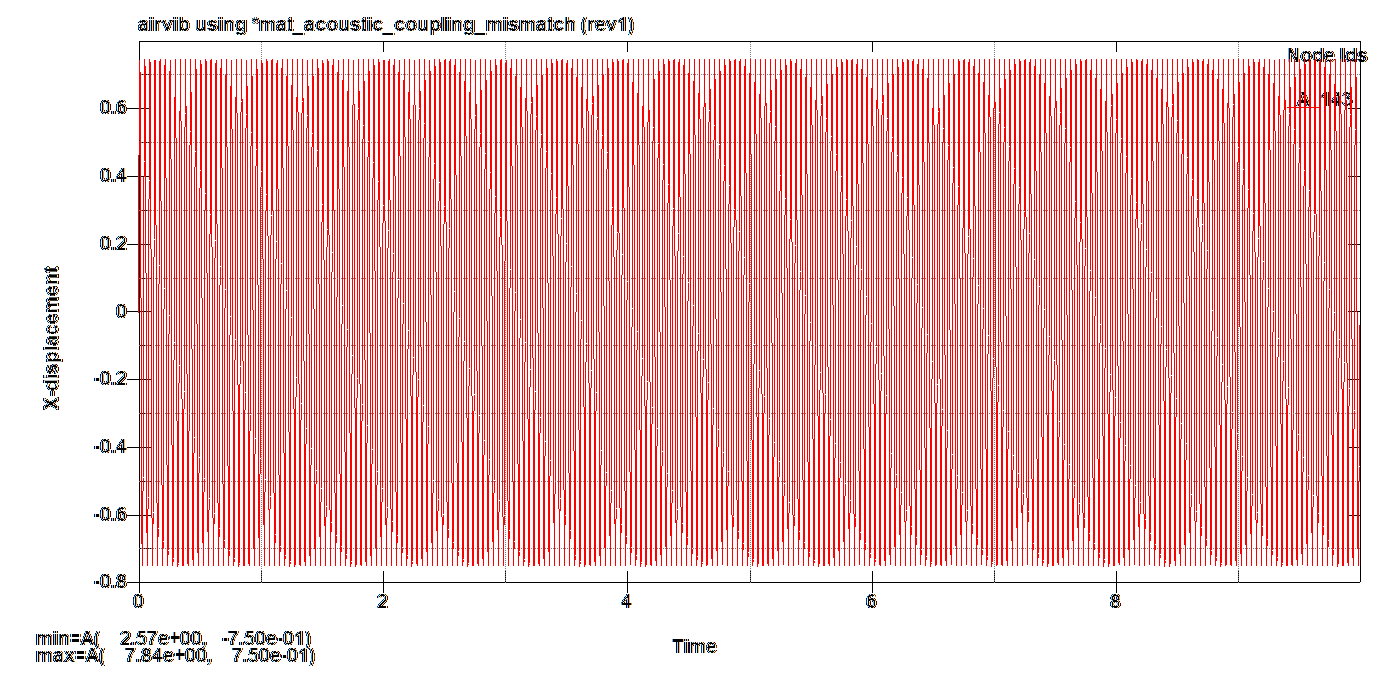 airvib using *mat_acoustic_coupling_mismatch (rev1)
Node Ids
A 143
0.6
0.4
0.2
0
-0.2
-0.4
-0.6
-0.8
X-displacement
0 2 4 6 8
Time
min=A( 2.57e+00, -7.50e-01)
max=A( 7.84e+00, 7.50e-01)